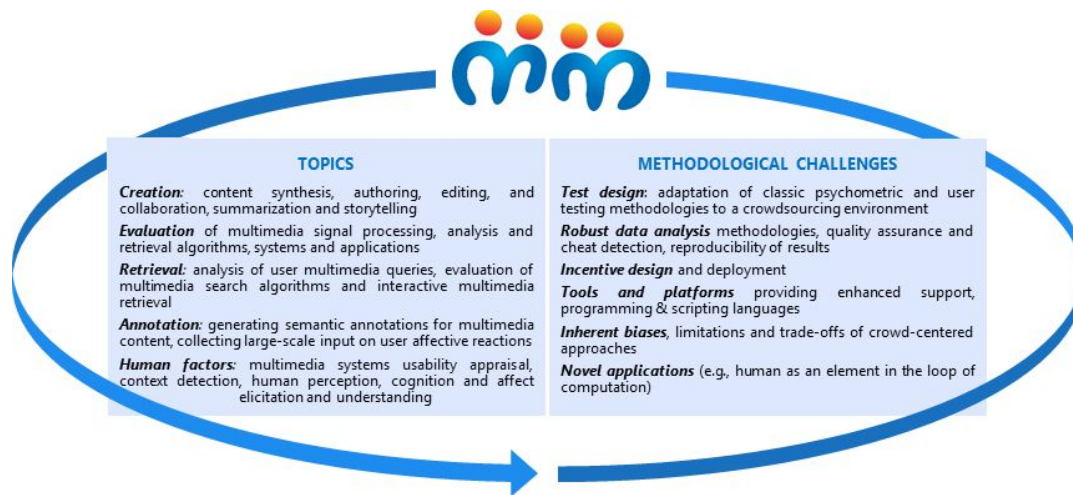 TOPICS
Creation: content synthesis, authoring, editing, and
collaboration, summarization and storytelling
Evaluation of multimedia signal processing, analysis and
retrieval algorithms, systems and applications
Retrieval: analysis of user multimedia queries, evaluation of
multimedia search algorithms and interactive multimedia
retrieval
Annotation: generating semantic annotations for multimedia
content, collecting large-scale input on user affective reactions
Human factors: multimedia systems usability appraisal,
context detection, human perception, cognition and affect
elicitation and understanding
METHODOLOGICAL CHALLENGES
Test design: adaptation of classic psychometric and user
testing methodologies to a crowdsourcing environment
Robust data analysis methodologies, quality assurance and
cheat detection, reproducibility of results
Incentive design and deployment
Tools and platforms providing enhanced support,
programming & scripting languages
Inherent biases, limitations and trade-offs of crowd-centered
approaches
Novel applications (e.g., human as an element in the loop of
computation)